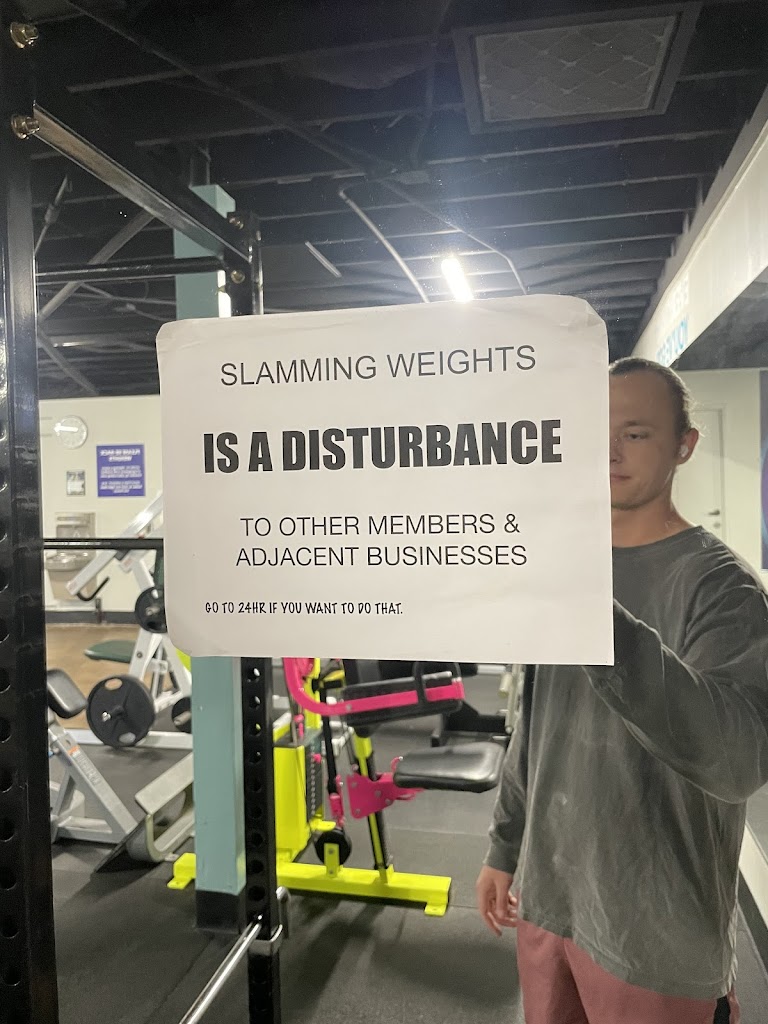 SLAMMING WEIGHTS
IS A DISTURBANCE
TO OTHER MEMBERS &
ADJACENT BUSINESSES
GO TO 24HR IF YOU WANT TO DO THAT.